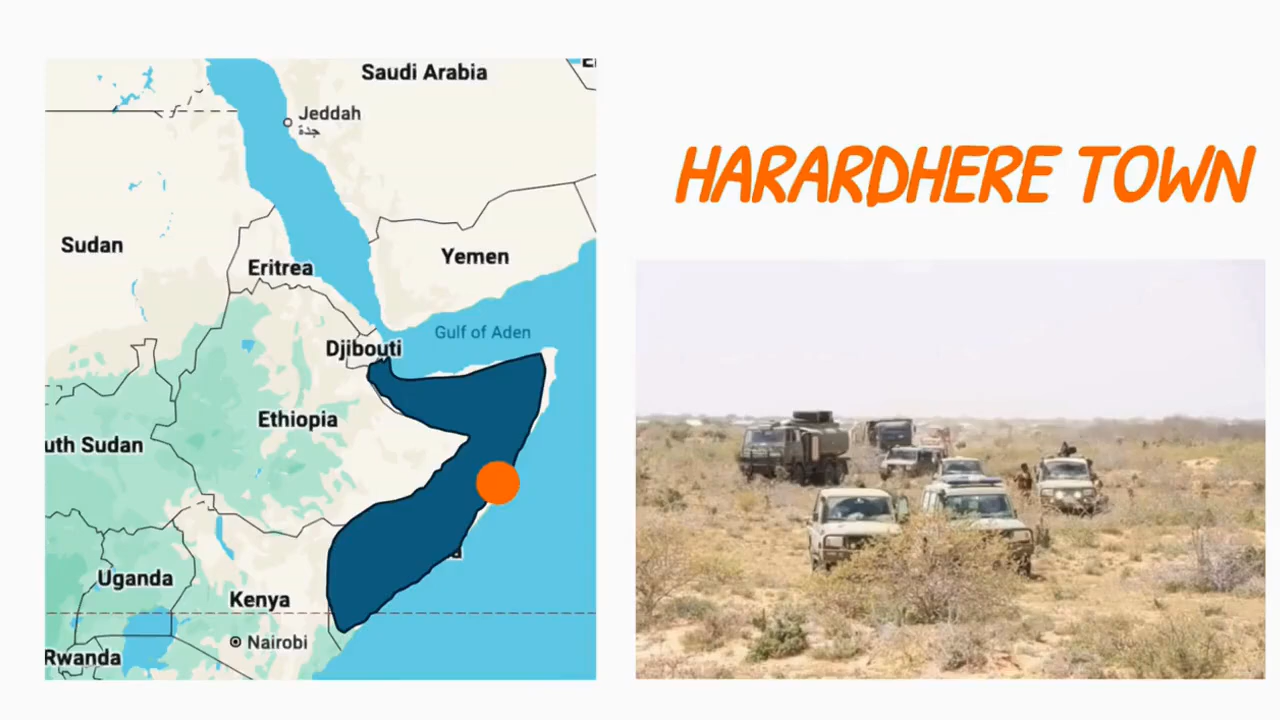 Saudi Arabia
Jeddah
جدة
HARARDHERE TOWN
Sudan
Eritrea
Yemen
Gulf of Aden
Djibouti
Ethiopia
uth Sudan
Uganda
Kenya
Nairobi
Rwanda